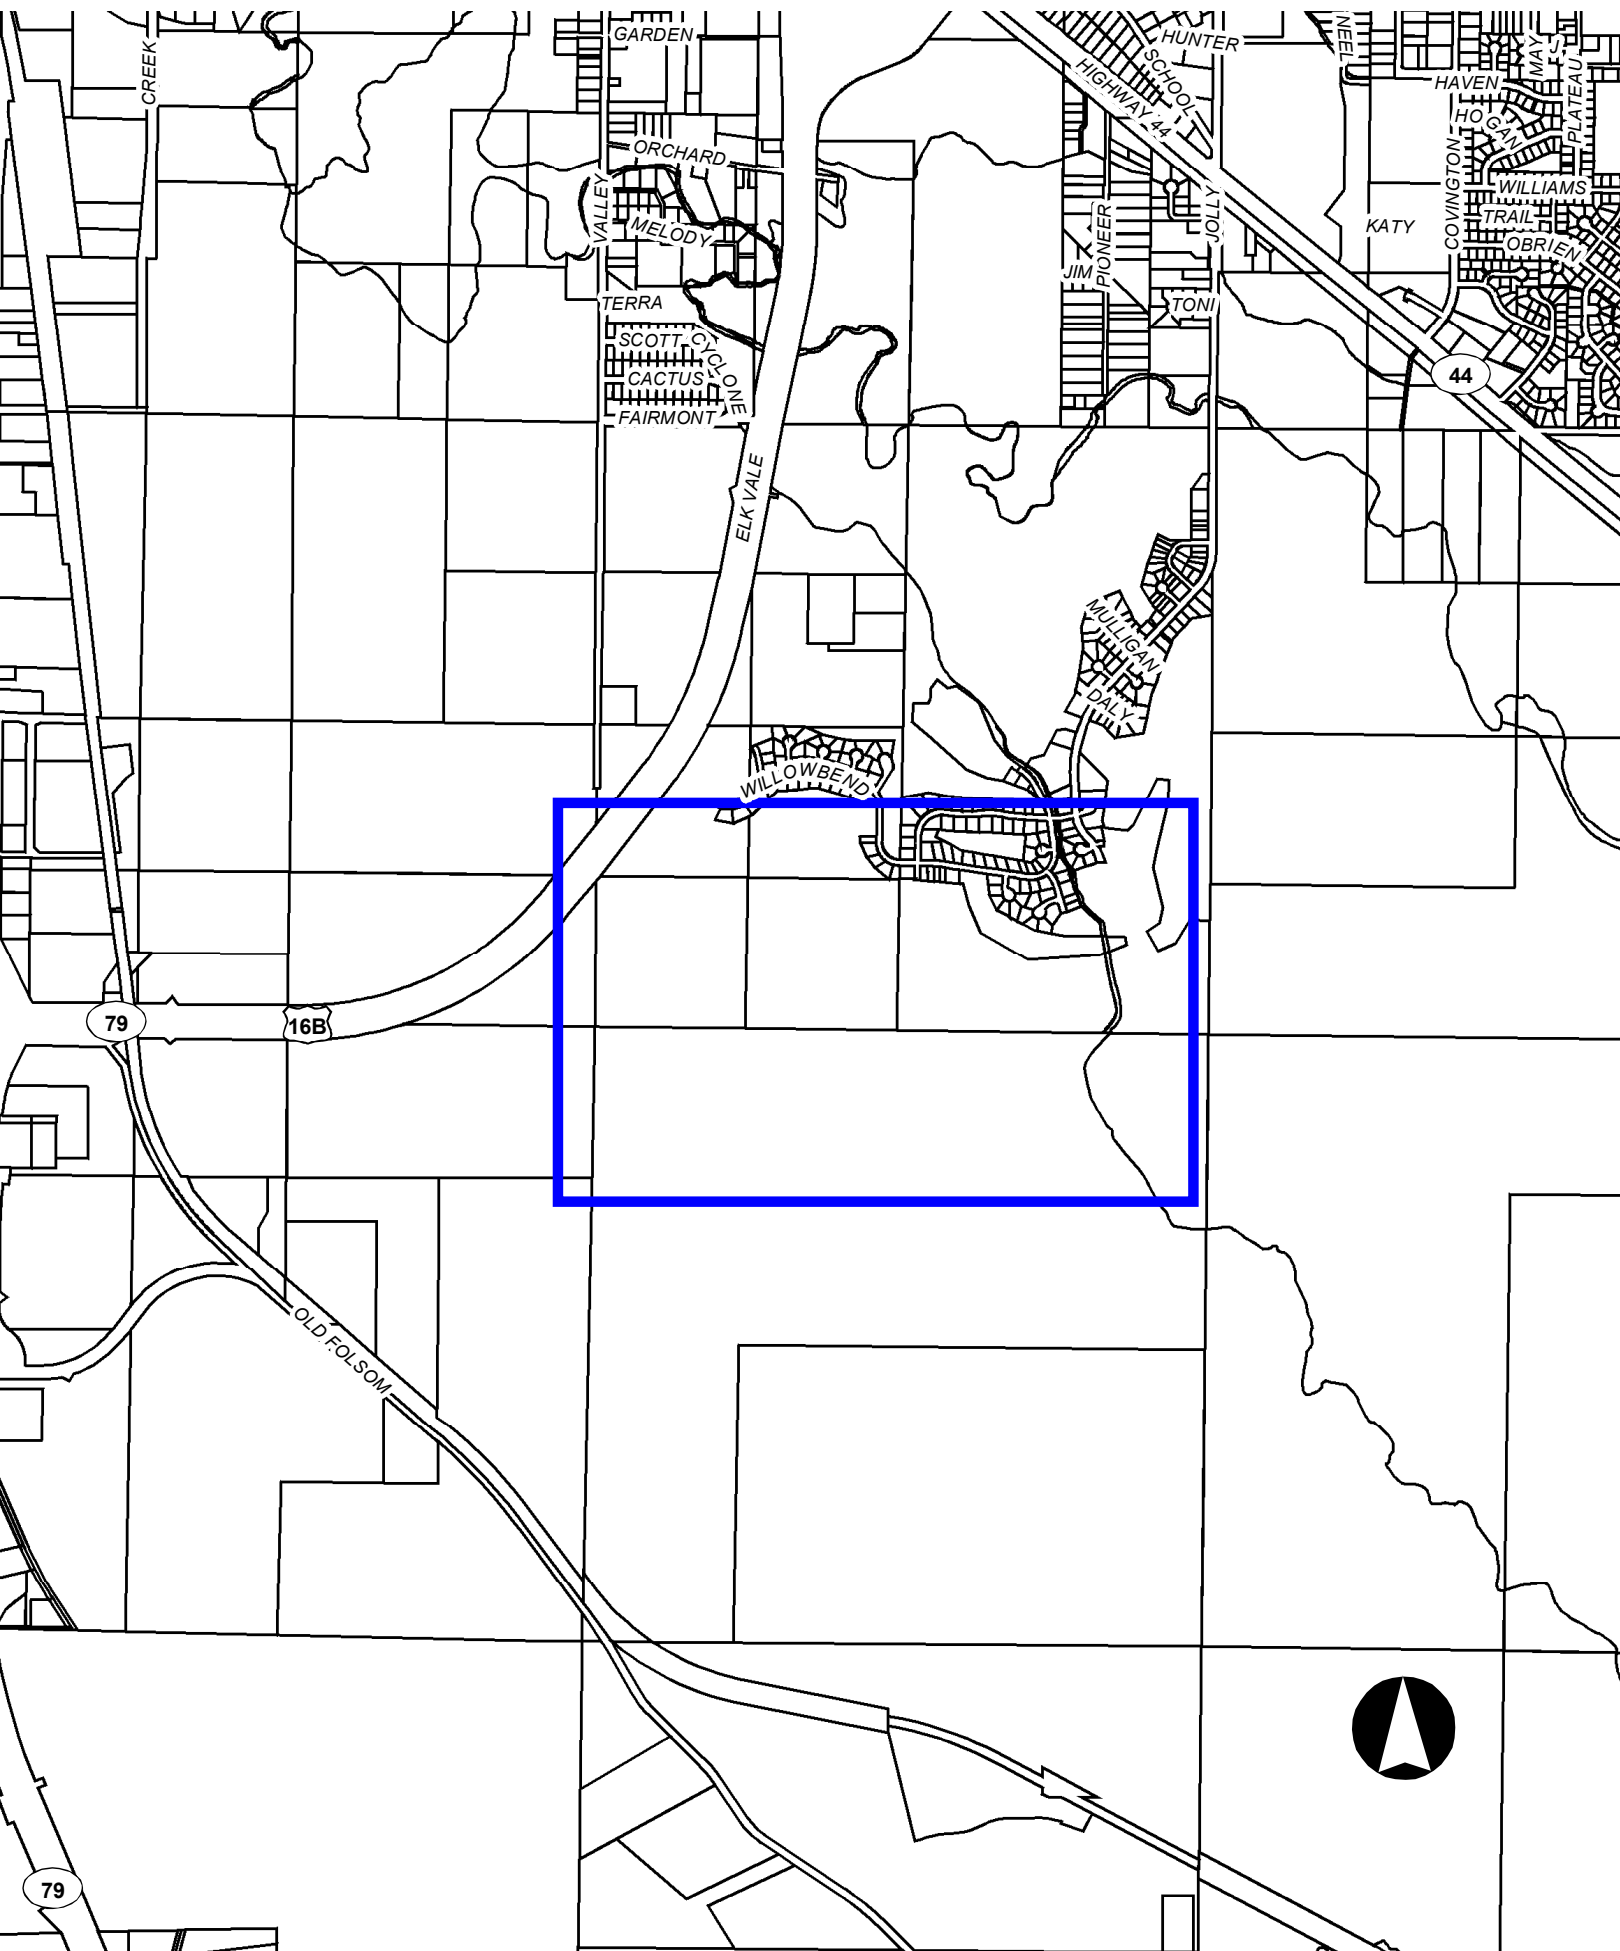 GARDEN
HUNTER
CREEK
SCHOOL
HIGHWAY 44
HAVEN
MAY
PLATEAU
HOGAN
ORCHARD
VALLEY
MELODY
PIONEER
JOLLY
COVINGTON
WILLIAMS
TRAIL
KATY
OBRIEN
JIM
TERRA
TONI
SCOTT
CYCLONE
CACTUS
FAIRMONT
44
ELK VALE
MULLIGAN
DALY
WILLOWBEND
79
16B
OLD FOLSOM
79